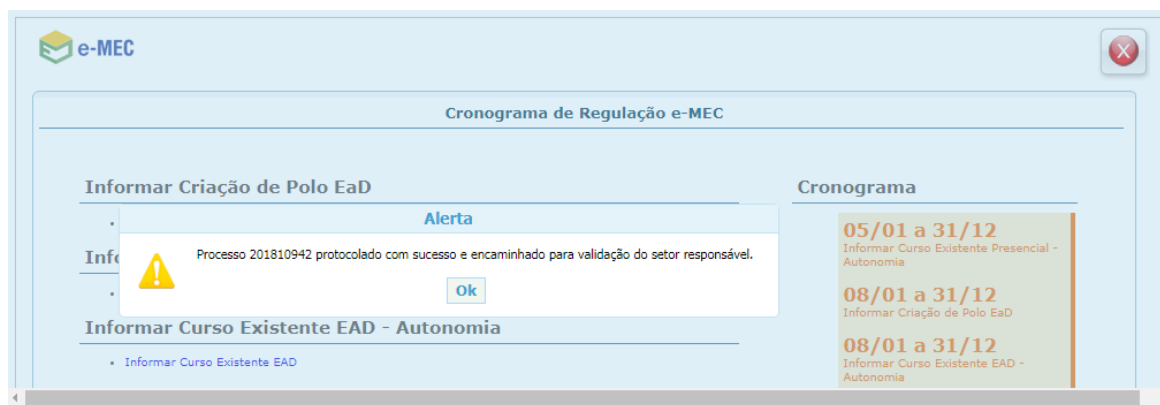 e-MEC
Cronograma de Regulação e-MEC
Informar Criação de Polo EaD
Alerta
Processo 201810942 protocolado com sucesso e encaminhado para validação do setor responsável.
Ok
Informar Curso Existente EAD - Autonomia
Informar Curso Existente EAD
Cronograma
05/01 a 31/12
Informar Curso Existente Presencial -
Autonomia
08/01 a 31/12
Informar Criação de Polo EaD
08/01 a 31/12
Informar Curso Existente EAD -
Autonomia